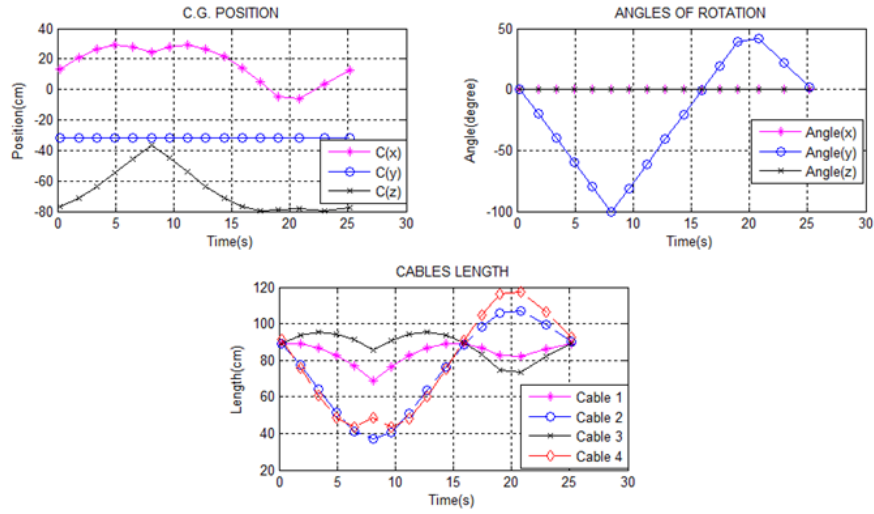 C.G. POSITION
40
20
0
-20
-40
-60
-80
Position(cm)
C(x)
C(y)
C(z)
0 5 10 15 20 25 30
Time(s)
ANGLES OF ROTATION
50
0
-50
-100
Angle(degree)
Angle(x)
Angle(y)
Angle(z)
0 5 10 15 20 25 30
Time(s)
CABLES LENGTH
120
100
80
60
40
20
Length(cm)
Cable 1
Cable 2
Cable 3
Cable 4
0 5 10 15 20 25 30
Time(s)